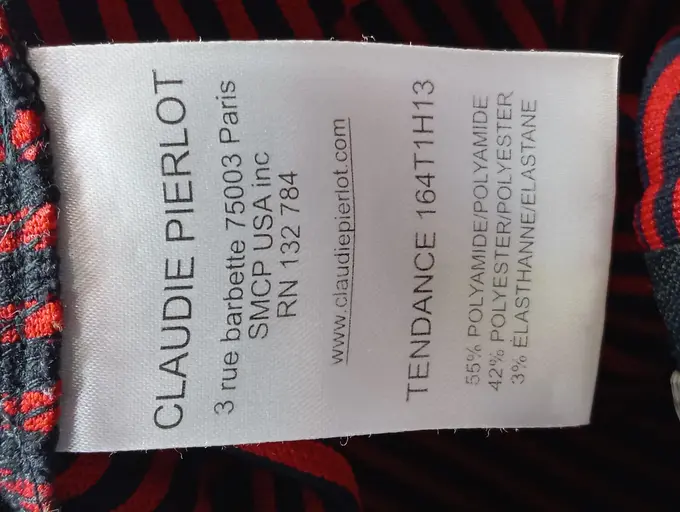 CLAUDIE PIERLOT
3 rue barbette 75003 Paris
SMCP USA inc
RN 132 784
www.claudiepierlot.com
TENDANCE 164T1H13
55% POLYAMIDE/POLYAMIDE
42% POLYESTER/POLYESTER
3% ÉLASTHANNE/ELASTANE